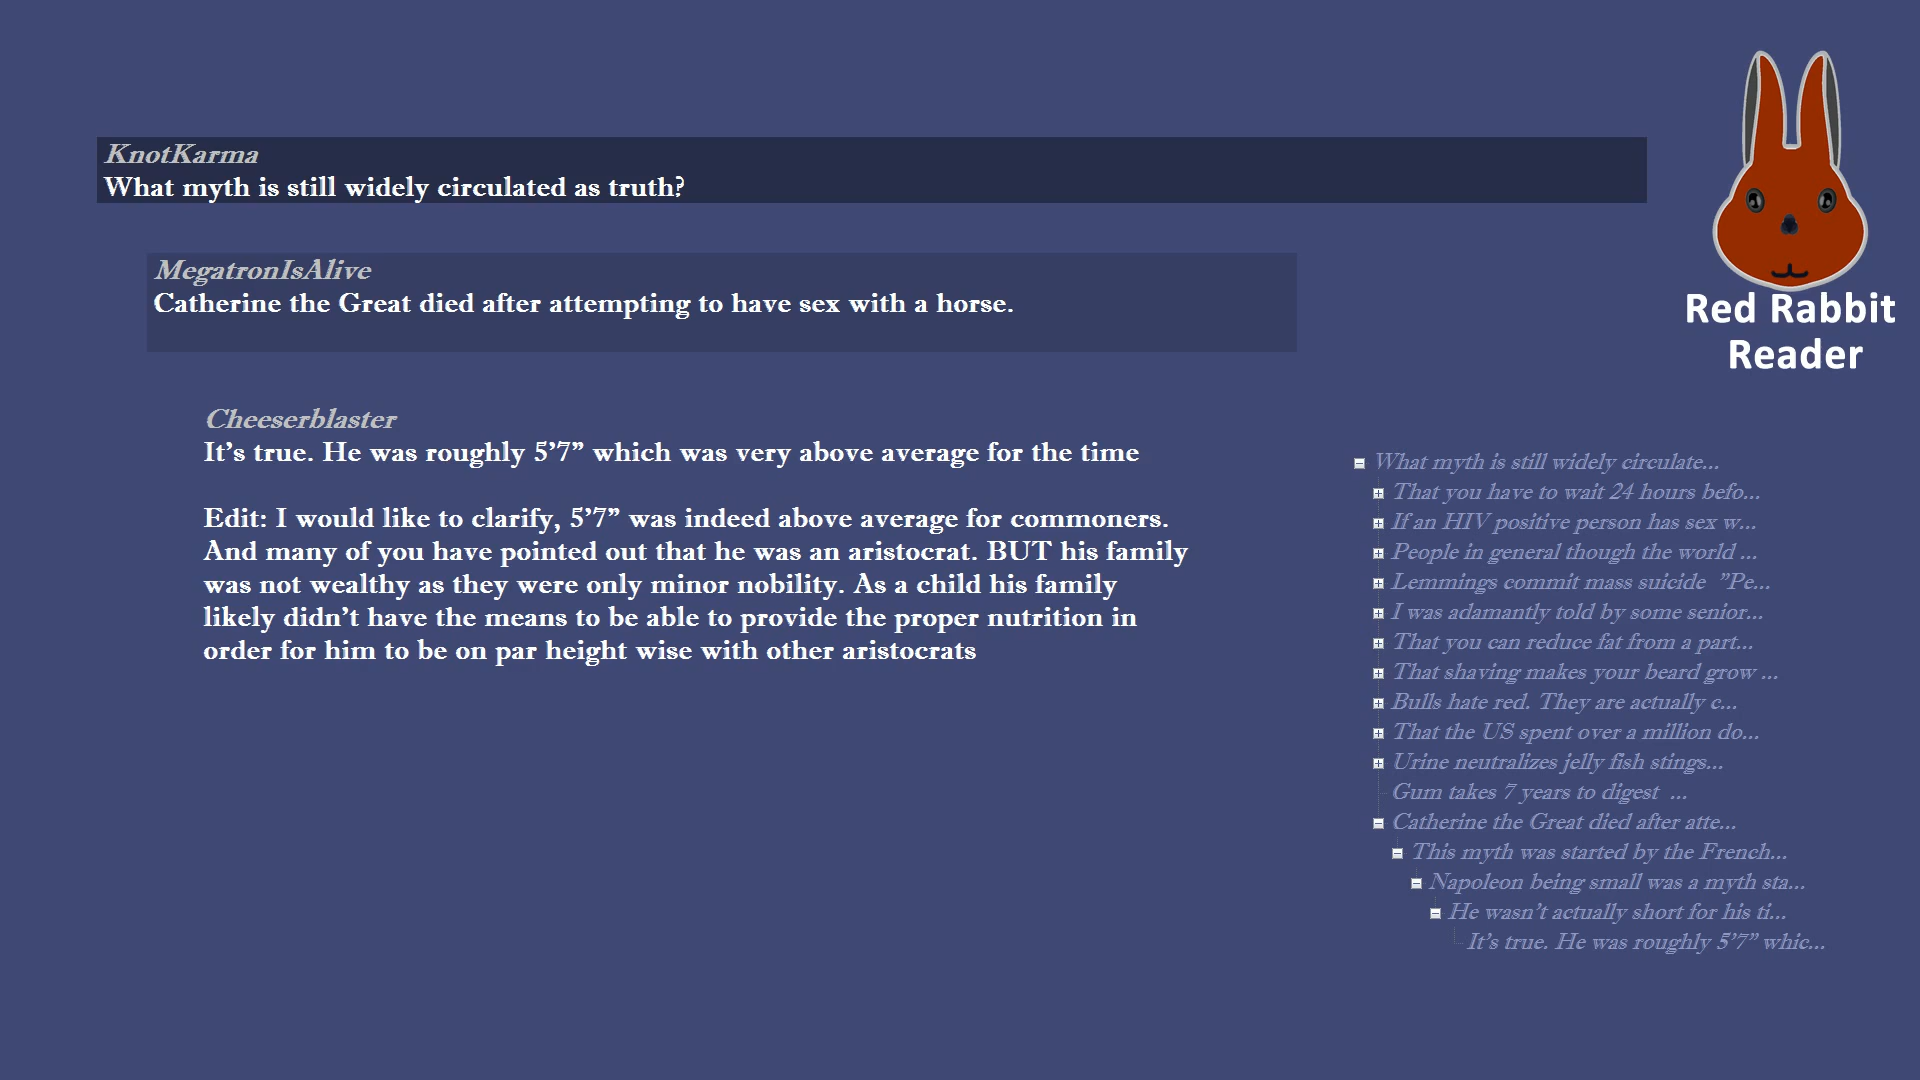 KnotKarma
What myth is still widely circulated as truth?
MegatronIsAlive
Catherine the Great died after attempting to have sex with a horse.
Cheeserblaster
It's true. He was roughly 5'7” which was very above average for the time
Edit: I would like to clarify, 5'7” was indeed above average for commoners.
And many of you have pointed out that he was an aristocrat. BUT his family
was not wealthy as they were only minor nobility. As a child his family
likely didn't have the means to be able to provide the proper nutrition in
order for him to be on par height wise with other aristocrats
Red Rabbit
Reader
What myth is still widely circulate...
That you have to wait 24 hours befo...
If an HIV positive person has sex w...
People in general though the world ...
Lemmings commit mass suicide ”Pe...
I was adamantly told by some senior...
That you can reduce fat from a part...
That shaving makes your beard grow ...
Bulls hate red. They are actually c...
That the US spent over a million do...
Urine neutralizes jelly fish stings...
Gum takes 7 years to digest ...
Catherine the Great died after atte...
This myth was started by the French...
Napoleon being small was a myth sta...
He wasn't actually short for his ti...
It's true. He was roughly 5'7” whic...